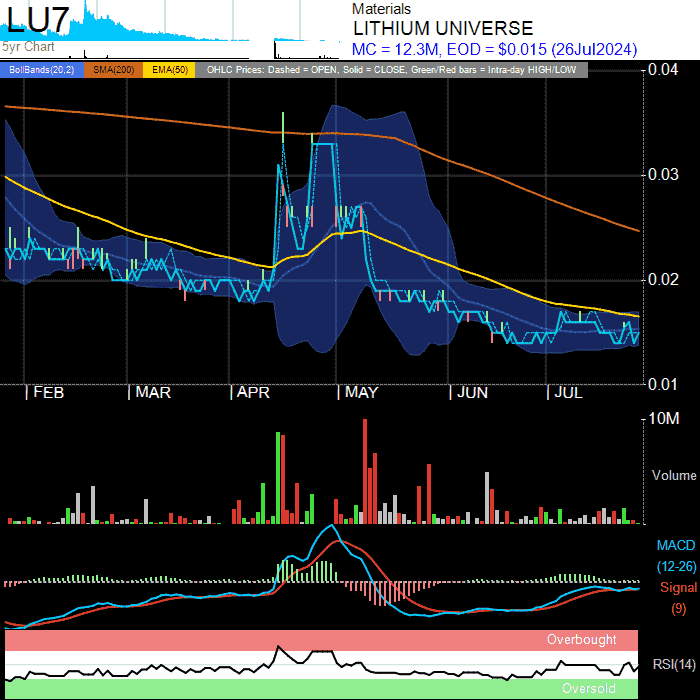 LU7
5yr Chart
Materials
LITHIUM UNIVERSE
MC = 12.3M, EOD = $0.015 (26Jul2024)
BollBands(20,2) SMA(200) EMA(50) OHLC Prices: Dashed = OPEN, Solid = CLOSE, Green/Red bars = Intra-day HIGH/LOW
0.04
0.03
0.02
0.01
FEB MAR APR MAY JUN JUL
10M
Volume
MACD
(12-26)
Signal
(9)
Overbought
RSI(14)
Oversold